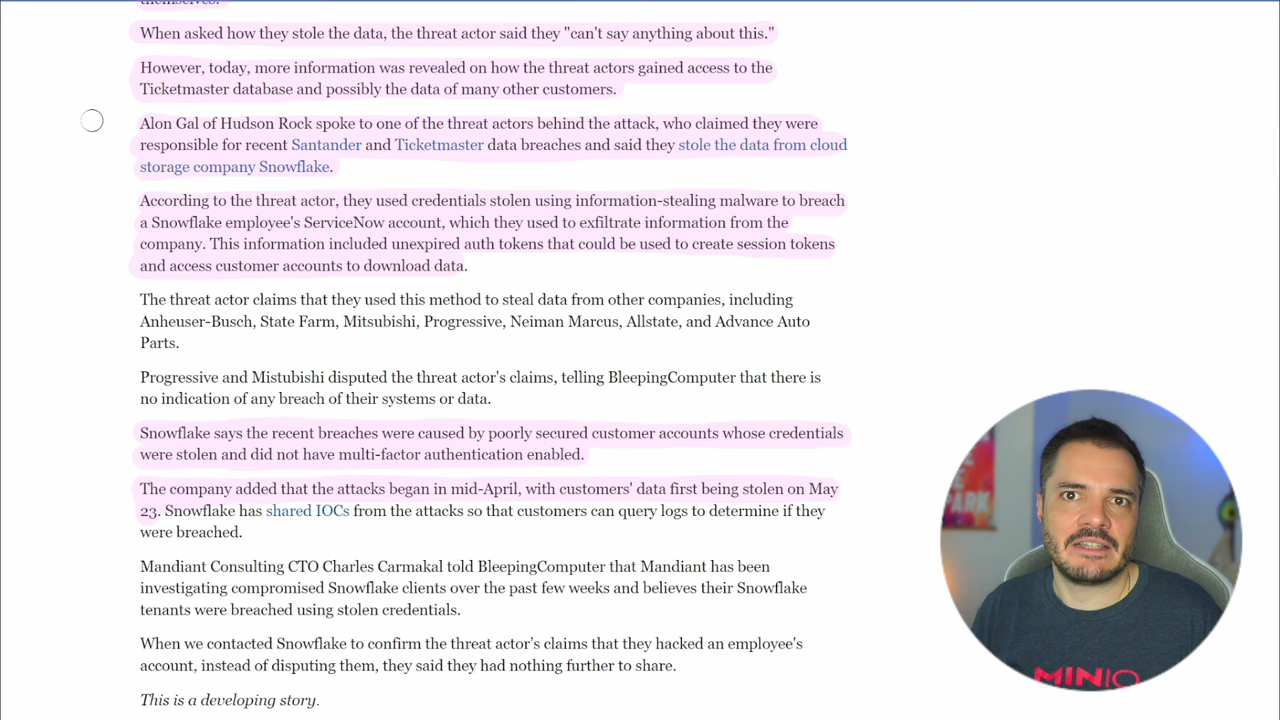 themselves.
When asked how they stole the data, the threat actor said they "can't say anything about this."
However, today, more information was revealed on how the threat actors gained access to the
Ticketmaster database and possibly the data of many other customers.
Alon Gal of Hudson Rock spoke to one of the threat actors behind the attack, who claimed they were
responsible for recent Santander and Ticketmaster data breaches and said they stole the data from cloud
storage company Snowflake.
According to the threat actor, they used credentials stolen using information-stealing malware to breach
a Snowflake employee's ServiceNow account, which they used to exfiltrate information from the
company. This information included unexpired auth tokens that could be used to create session tokens
and access customer accounts to download data.
The threat actor claims that they used this method to steal data from other companies, including
Anheuser-Busch, State Farm, Mitsubishi, Progressive, Neiman Marcus, Allstate, and Advance Auto
Parts.
Progressive and Mistubishi disputed the threat actor's claims, telling BleepingComputer that there is
no indication of any breach of their systems or data.
Snowflake says the recent breaches were caused by poorly secured customer accounts whose credentials
were stolen and did not have multi-factor authentication enabled.
The company added that the attacks began in mid-April, with customers' data first being stolen on May
23. Snowflake has shared IOCs from the attacks so that customers can query logs to determine if they
were breached.
Mandiant Consulting CTO Charles Carmakal told BleepingComputer that Mandiant has been
investigating compromised Snowflake clients over the past few weeks and believes their Snowflake
tenants were breached using stolen credentials.
When we contacted Snowflake to confirm the threat actor's claims that they hacked an employee's
account, instead of disputing them, they said they had nothing further to share.
This is a developing story.
MINIO